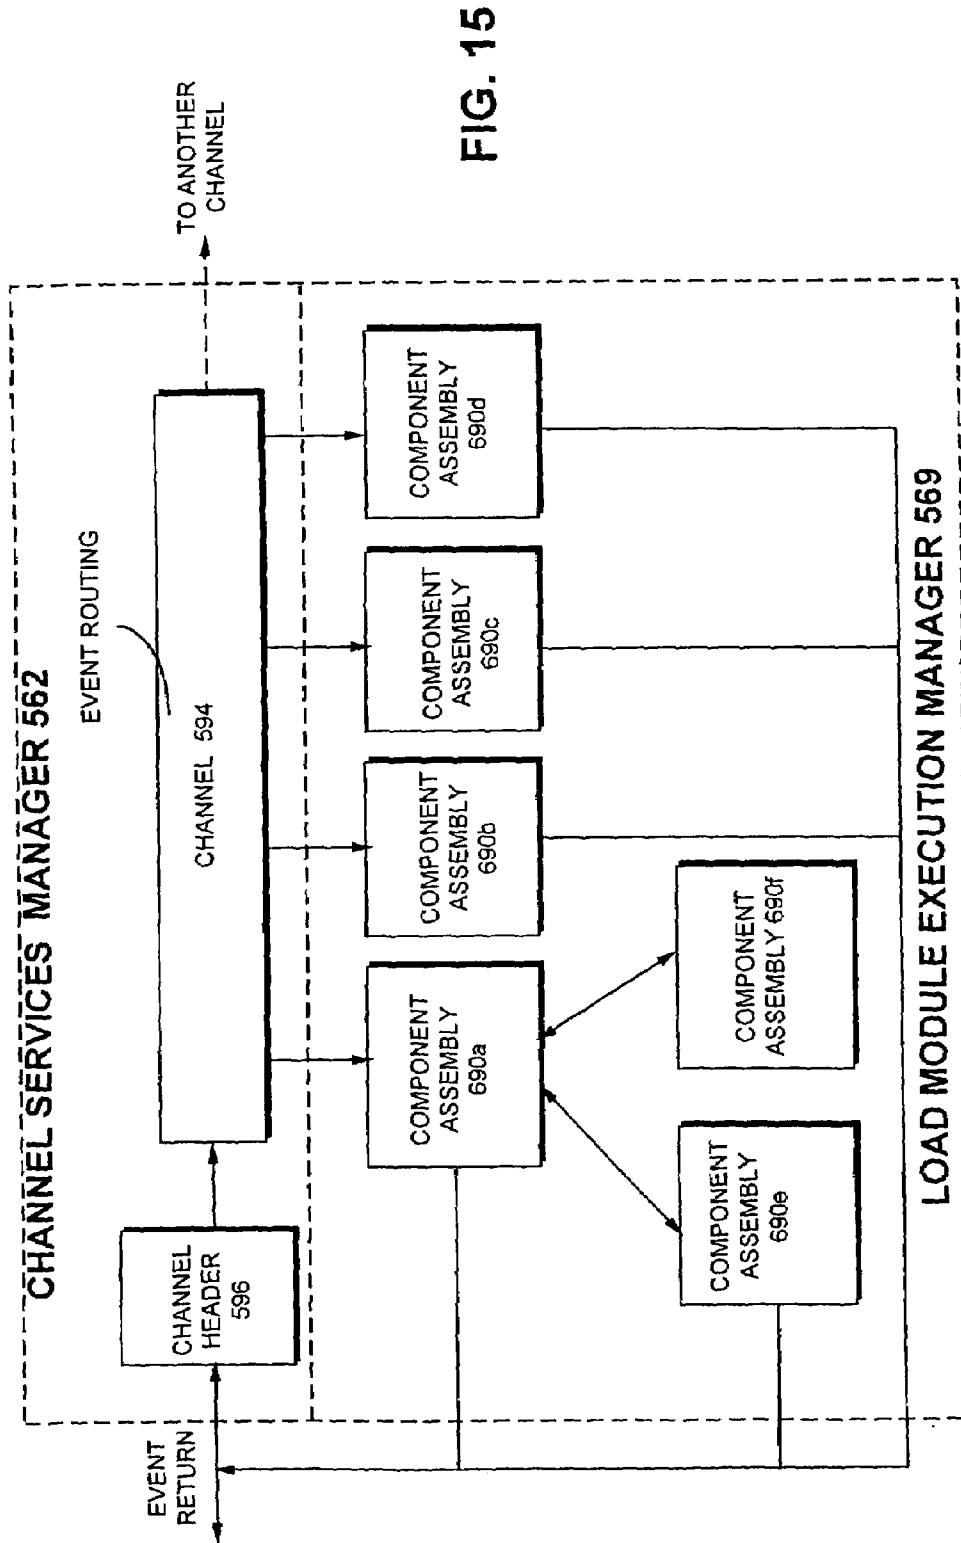 CHANNEL SERVICES MANAGER 562
EVENT ROUTING
TO ANOTHER
CHANNEL
EVENT
RETURN
CHANNEL
HEADER
596
CHANNEL 594
COMPONENT
ASSEMBLY
690a
COMPONENT
ASSEMBLY
690b
COMPONENT
ASSEMBLY
690c
COMPONENT
ASSEMBLY
690d
COMPONENT
ASSEMBLY
690e
COMPONENT
ASSEMBLY 690f
LOAD MODULE EXECUTION MANAGER 569
FIG. 15